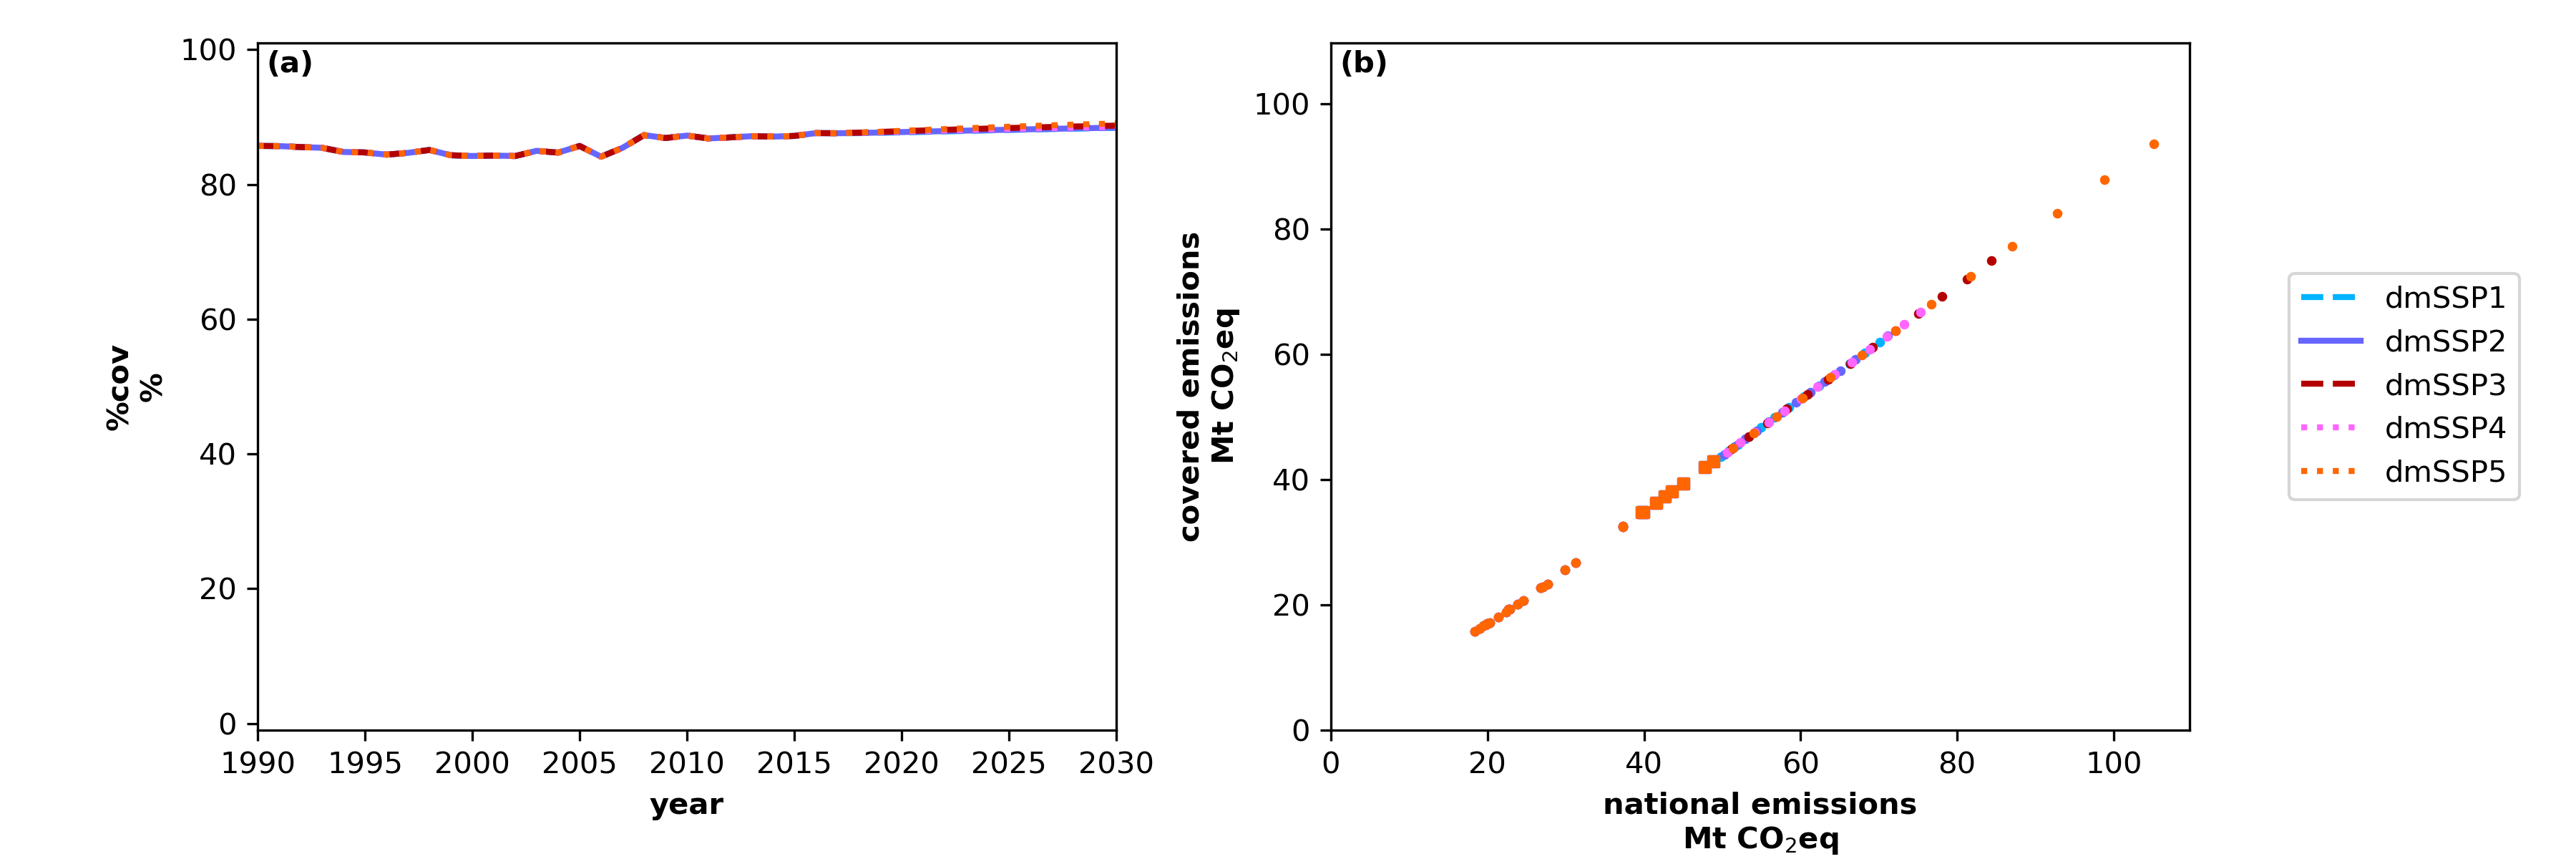 (a)
100
80
60
40
20
0
%cov
%
1990 1995 2000 2005 2010 2015 2020 2025 2030
year
(b)
100
80
60
40
20
0
covered emissions
Mt CO₂eq
0 20 40 60 80 100
national emissions
Mt CO₂eq
dmSSP1
dmSSP2
dmSSP3
dmSSP4
dmSSP5